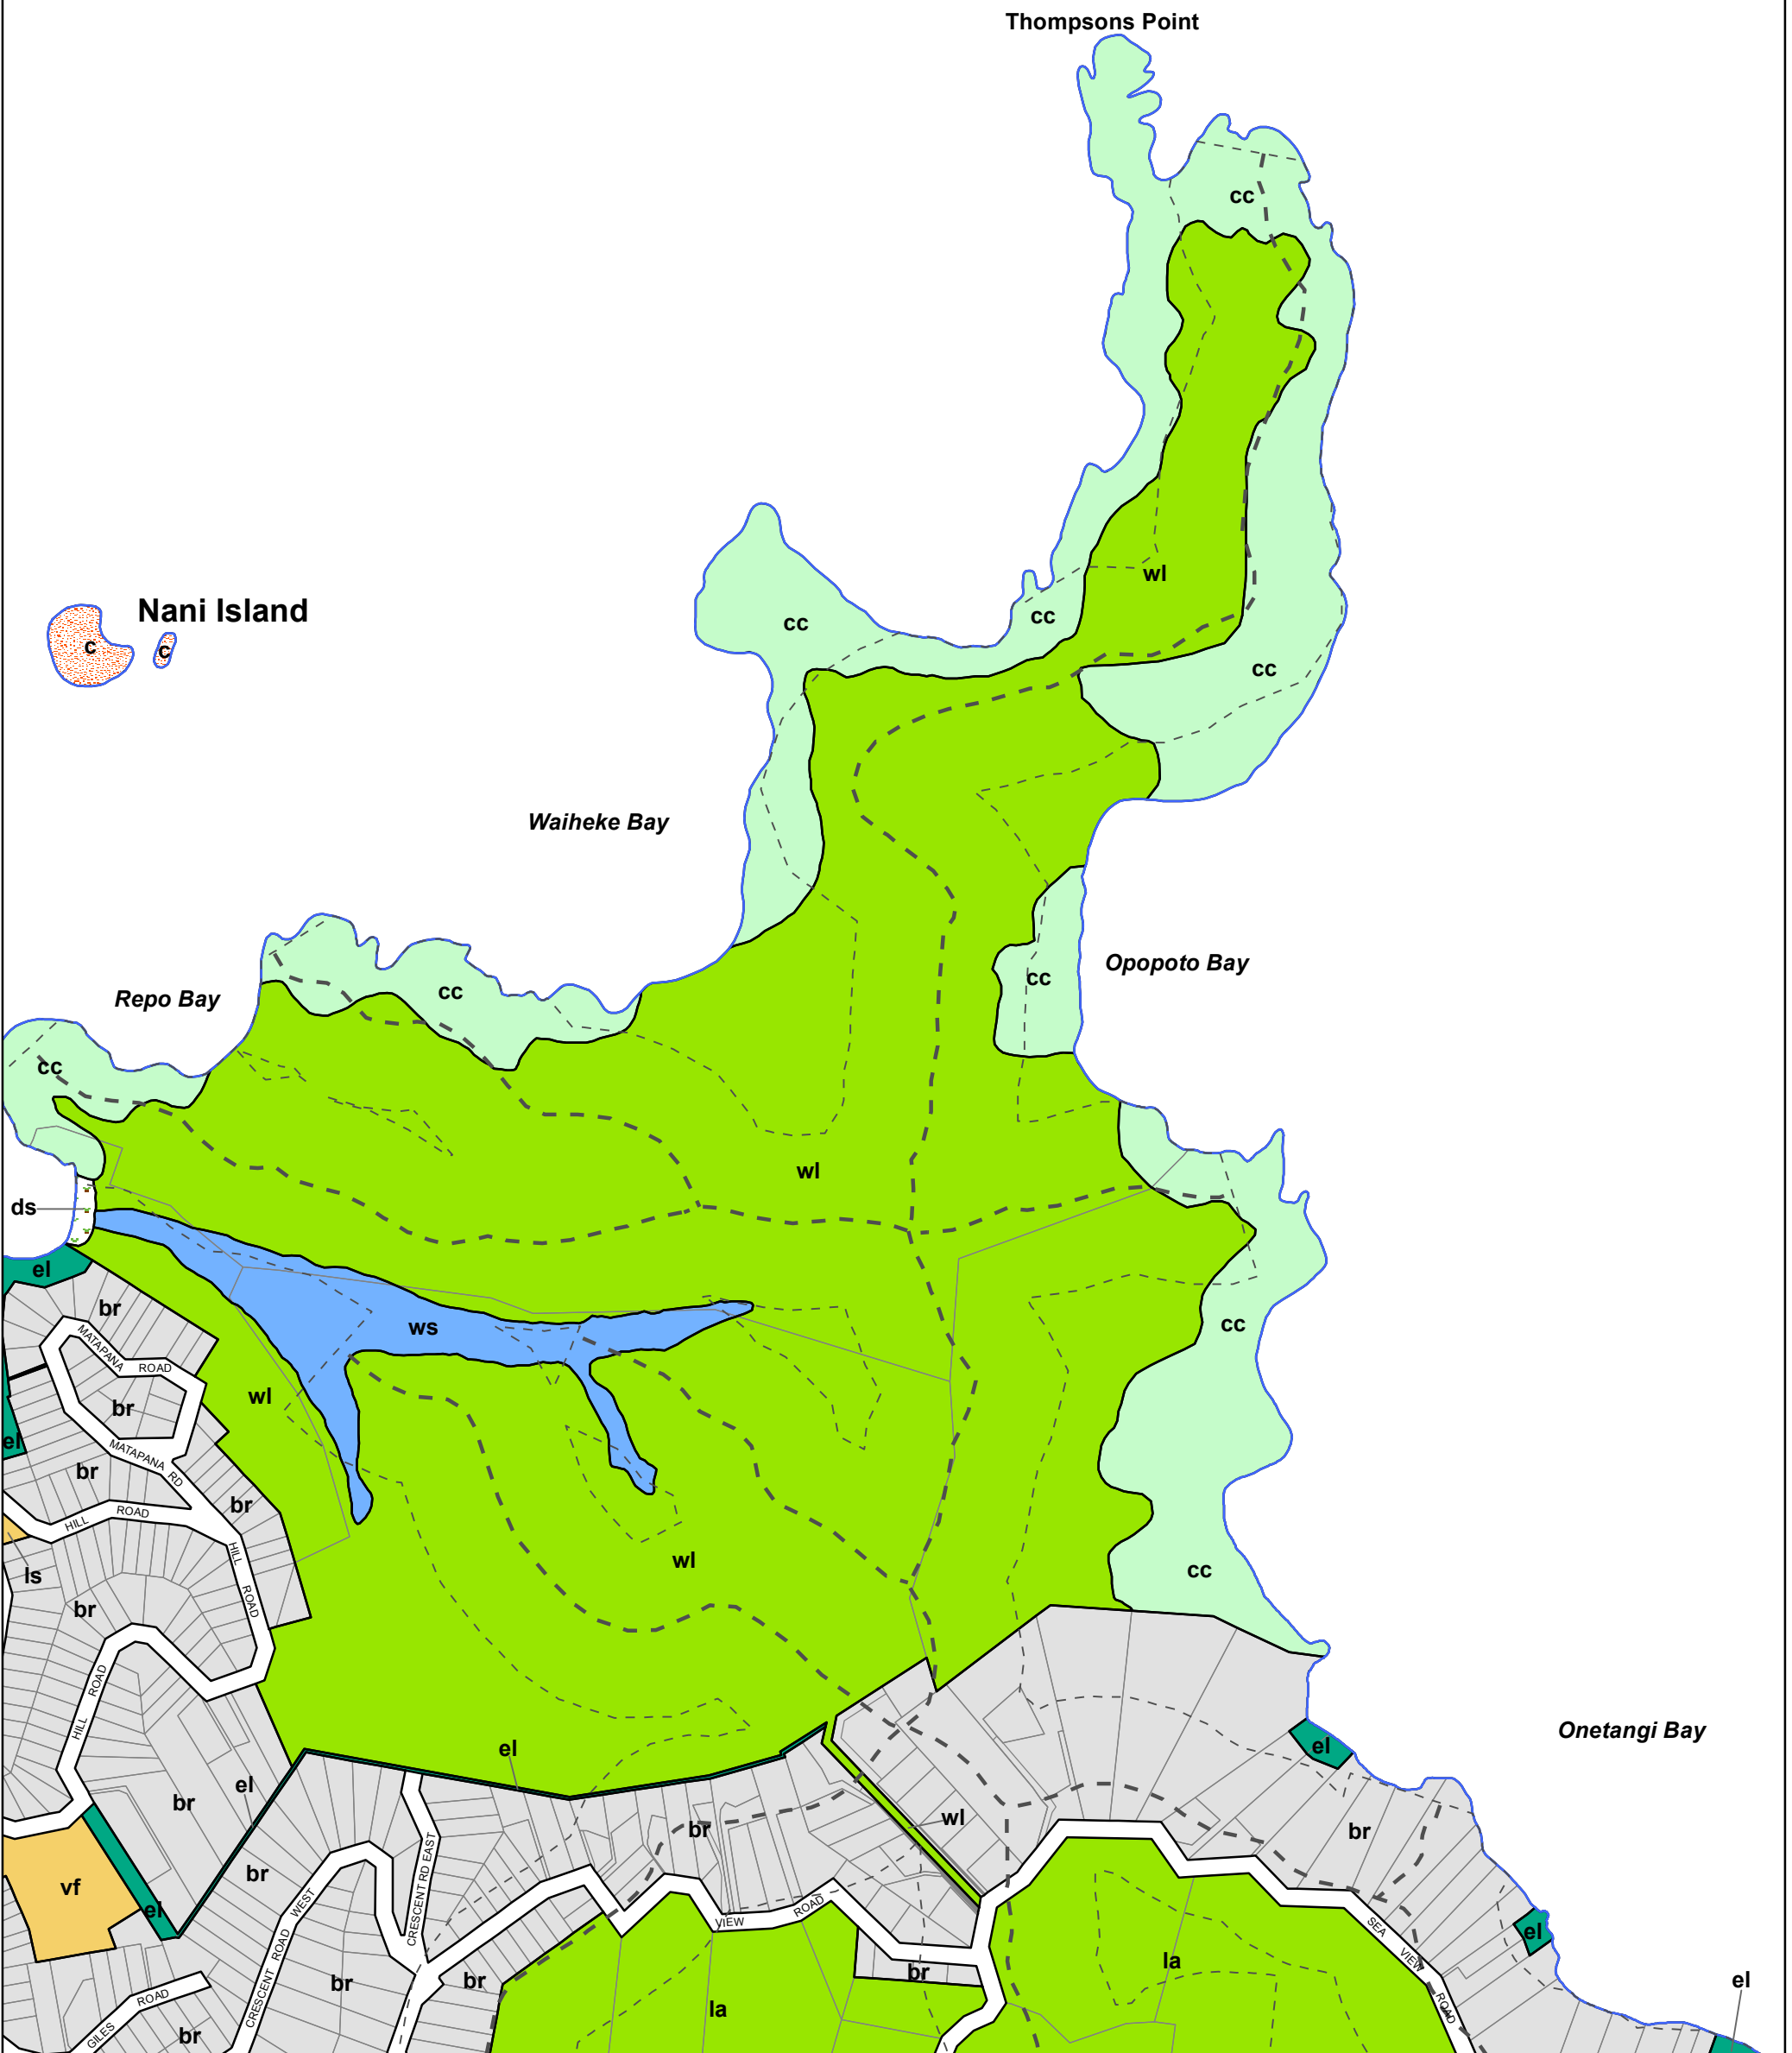 Thompsons Point
cc
Nani Island
c
c
wl
cc
cc
cc
Waiheke Bay
Opopoto Bay
cc
Repo Bay
cc
cc
wl
ds
el
br
ws
cc
MATAPANA
ROAD
wl
br
el
MATAPANA RD
br
br
HILL
ROAD
HILL
wl
cc
ls
ROAD
br
HILL
ROAD
Onetangi Bay
el
el
el
br
wl
br
br
br
vf
el
CRESCENT RD EAST
VIEW
ROAD
SEA
VIEW
ROAD
el
CRESCENT ROAD WEST
br
br
br
la
la
el
GILES
ROAD
br